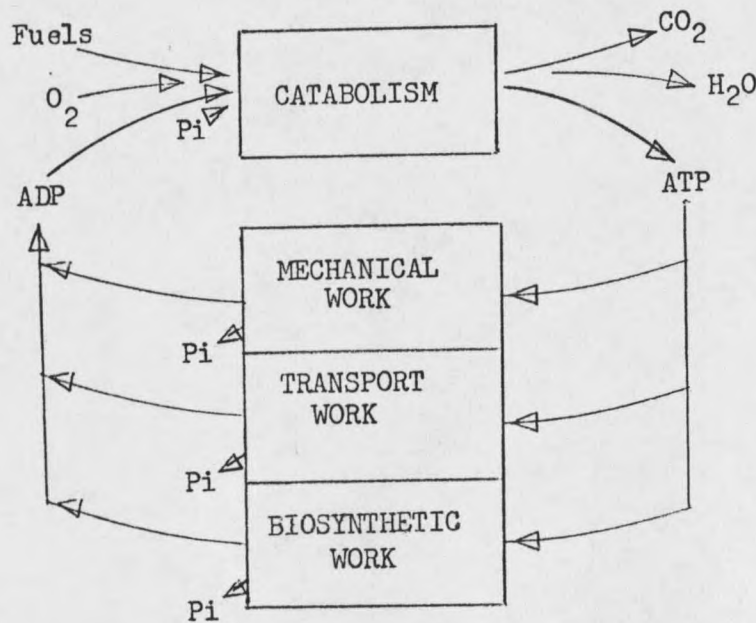 Fuels
O₂
Pi
CATABOLISM
CO₂
H₂O
ADP
ATP
MECHANICAL
WORK
Pi
TRANSPORT
WORK
Pi
BIOSYNTHETIC
WORK
Pi